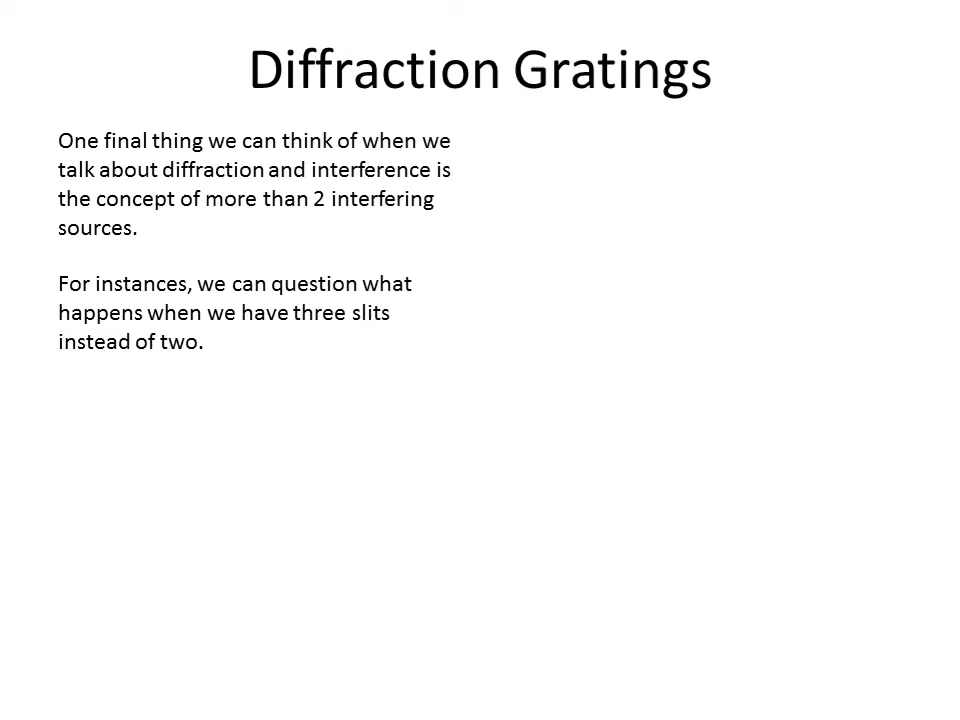 Diffraction Gratings
One final thing we can think of when we
talk about diffraction and interference is
the concept of more than 2 interfering
sources.
For instances, we can question what
happens when we have three slits
instead of two.